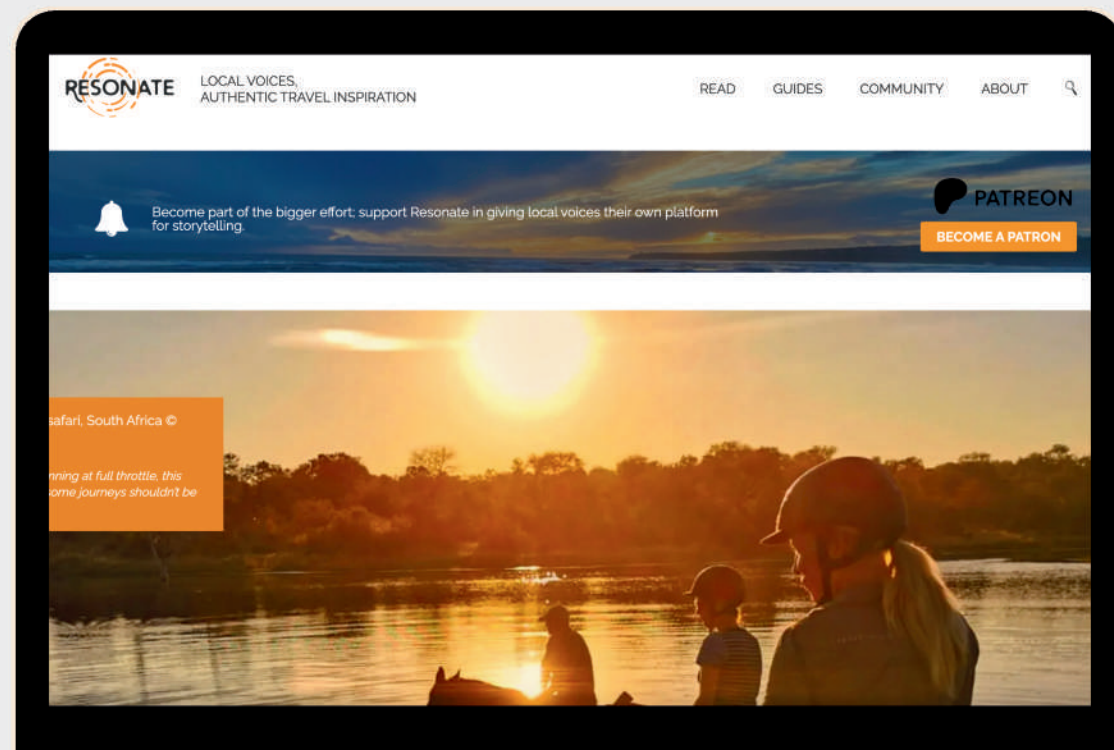 RESONATE
LOCAL VOICES,
AUTHENTIC TRAVEL INSPIRATION
READ GUIDES COMMUNITY ABOUT
Become part of the bigger effort; support Resonate in giving local voices their own platform
for storytelling.
PATREON
BECOME A PATRON
safari, South Africa ©
at full throttle, this
some journeys shouldn't be